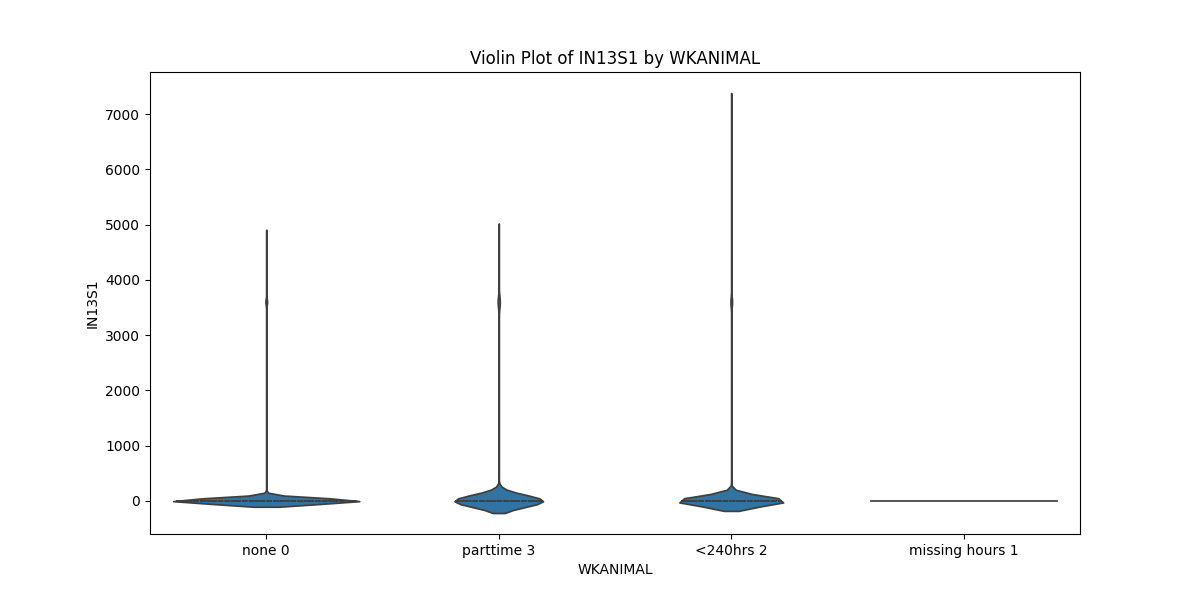 Violin Plot of IN13S1 by WKANIMAL
7000
6000
5000
4000
3000
2000
1000
0
IN13S1
none 0 parttime 3 <240hrs 2 missing hours 1
WKANIMAL